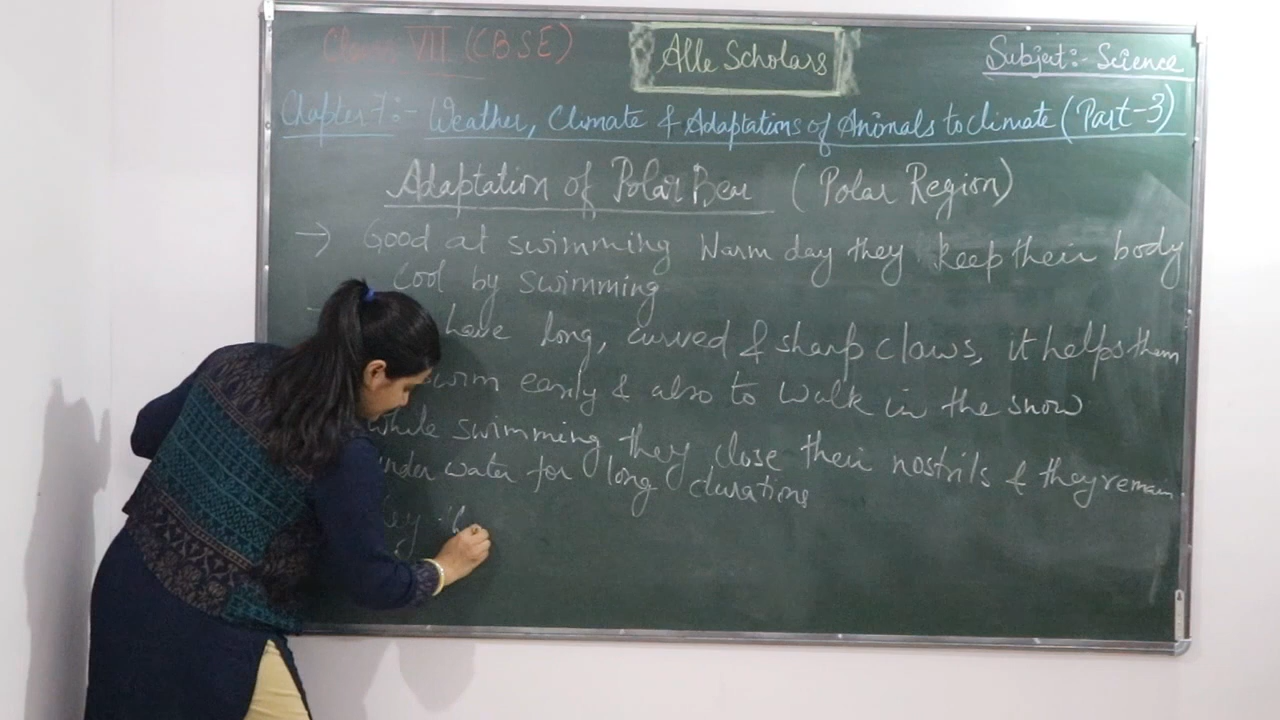 Class VII (CBSE)
Alle Scholars
Subject:- Science
Chapter 7:- Weather, Climate & Adaptations of Animals to climate (Part-3)
Adaptation of Polar Bear (Polar Region)
→ Good at swimming Warm day they keep their body
Cool by swimming
have long, curved & sharp claws, it helps them
swim easily & also to walk in the snow
while swimming they close their nostrils & they remain
under water for long durations